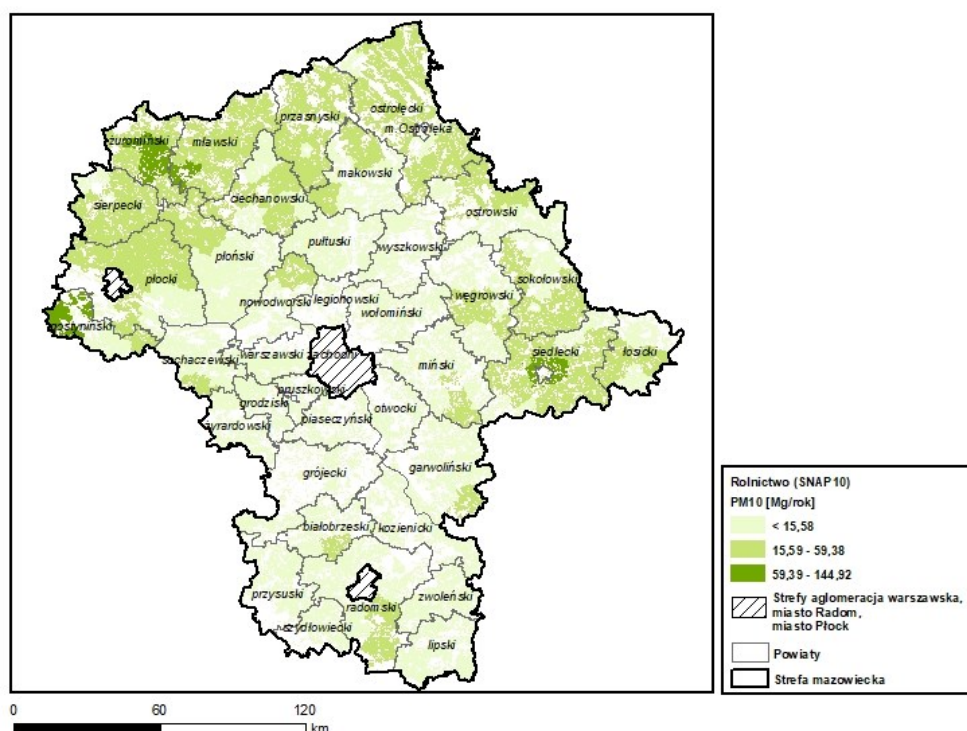 ostrołęcki
przasnyski
m.Ostrołęka
żuromiński
mławski
makowski
ciechanowski
sierpecki
ostrowski
pułtuski
wyszkowski
płoński
płocki
sokołowski
nowodworski
legionowski
węgrowski
wołomiński
gostyniński
sochaczewski
warszawski zachodni
miński
siedlecki
łosicki
pruszkowski
grodziski
otwocki
żyrardowski
piaseczyński
grójecki
garwoliński
białobrzeski
kozienicki
przysuski
radomski
zwoleński
szydłowiecki
lipski
Rolnictwo (SNAP10)
PM10 [Mg/rok]
< 15,58
15,59 - 59,38
59,39 - 144,92
Strefy aglomeracja warszawska,
miasto Radom,
miasto Płock
Powiaty
Strefa mazowiecka
0 60 120
km